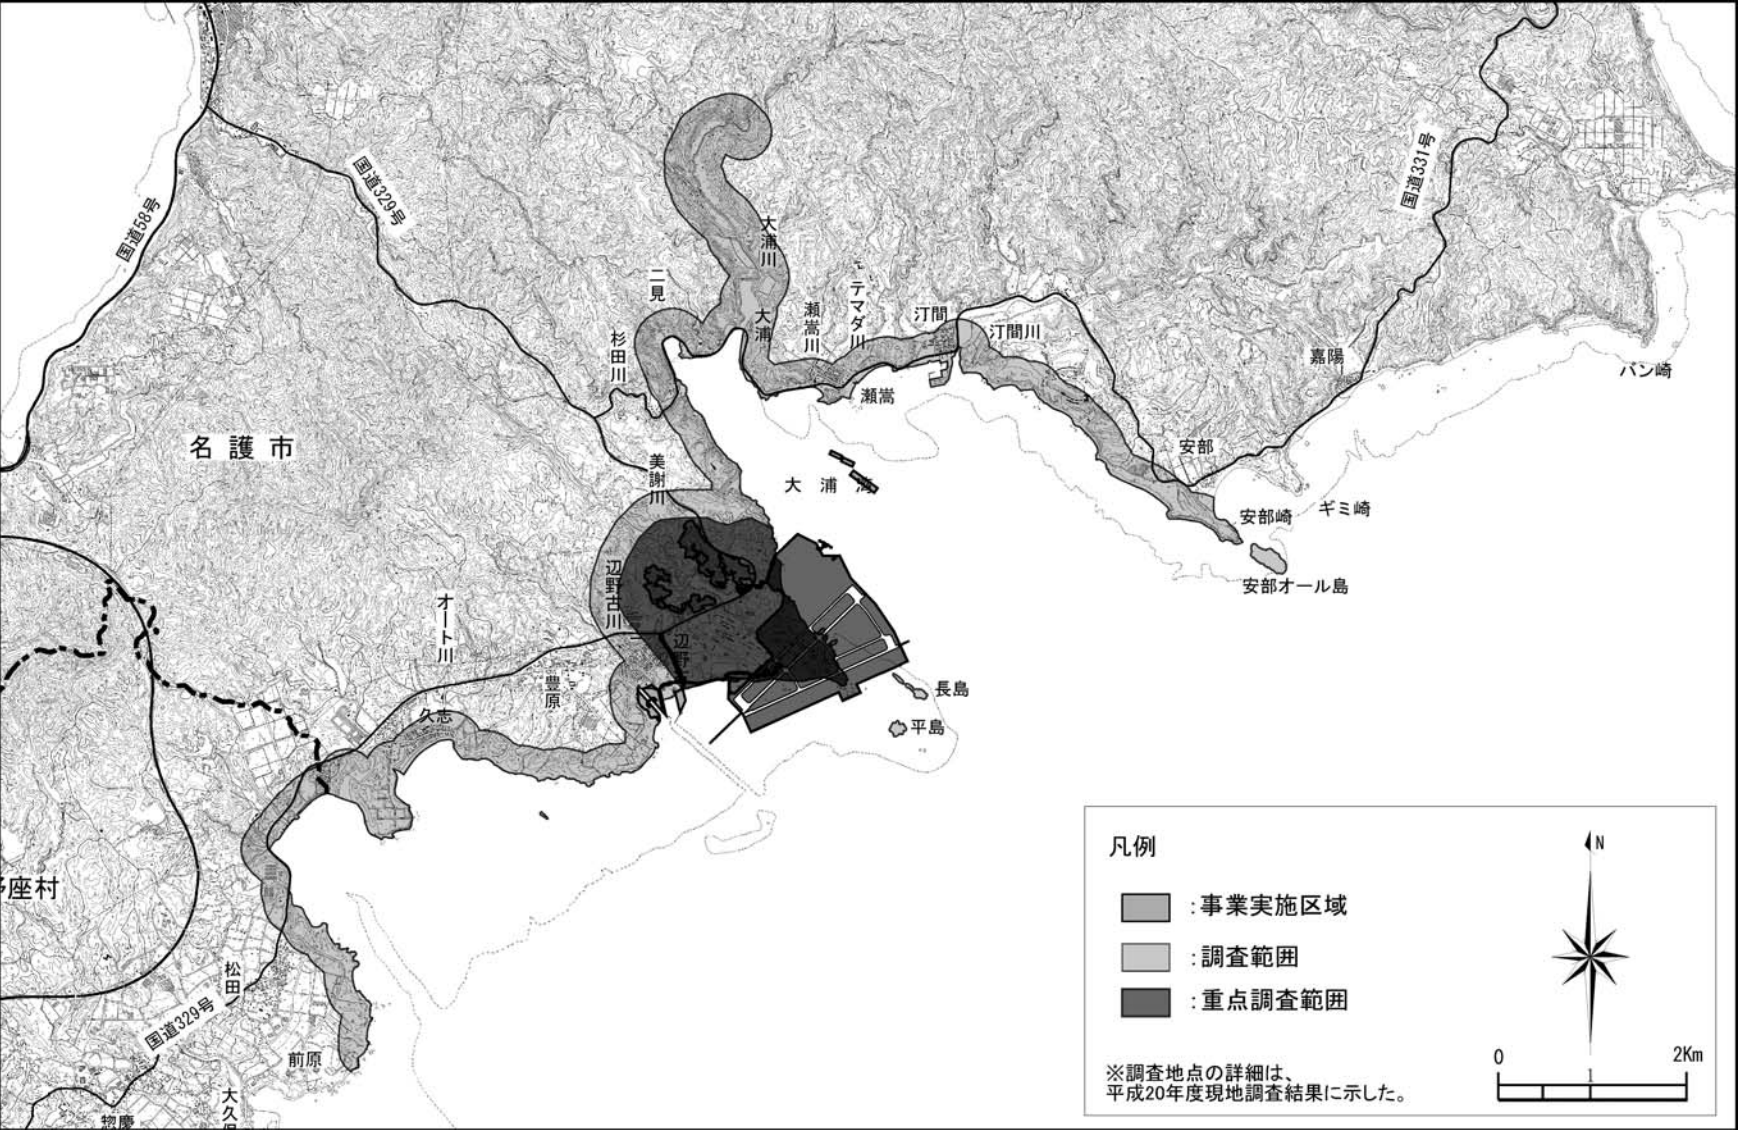 国道58号
国道329号
国道331号
大浦川
二見
大浦
瀬嵩川
テマダ川
汀間
汀間川
杉田川
瀬嵩
嘉陽
バン崎
名護市
美謝川
大浦湾
安部
安部崎
ギミ崎
安部オール島
辺野古川
オート川
辺野
豊原
久志
長島
平島
座村
松田
国道329号
前原
大久保
惣慶
凡例
:事業実施区域
:調査範囲
:重点調査範囲
N
0
1
2Km
※調査地点の詳細は、
平成20年度現地調査結果に示した。